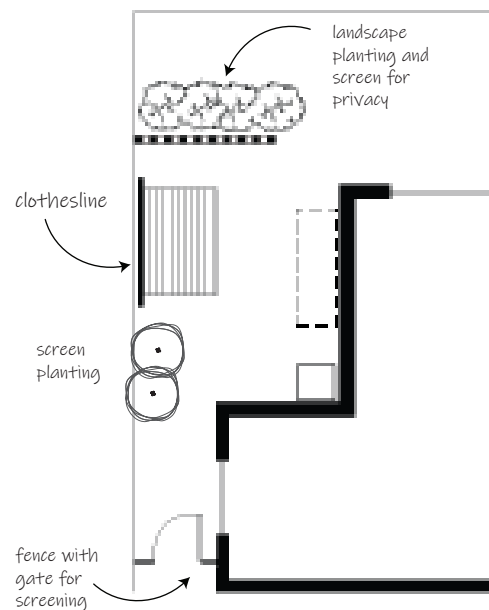 landscape
planting and
screen for
privacy
clothesline
screen
planting
fence with
gate for
screening